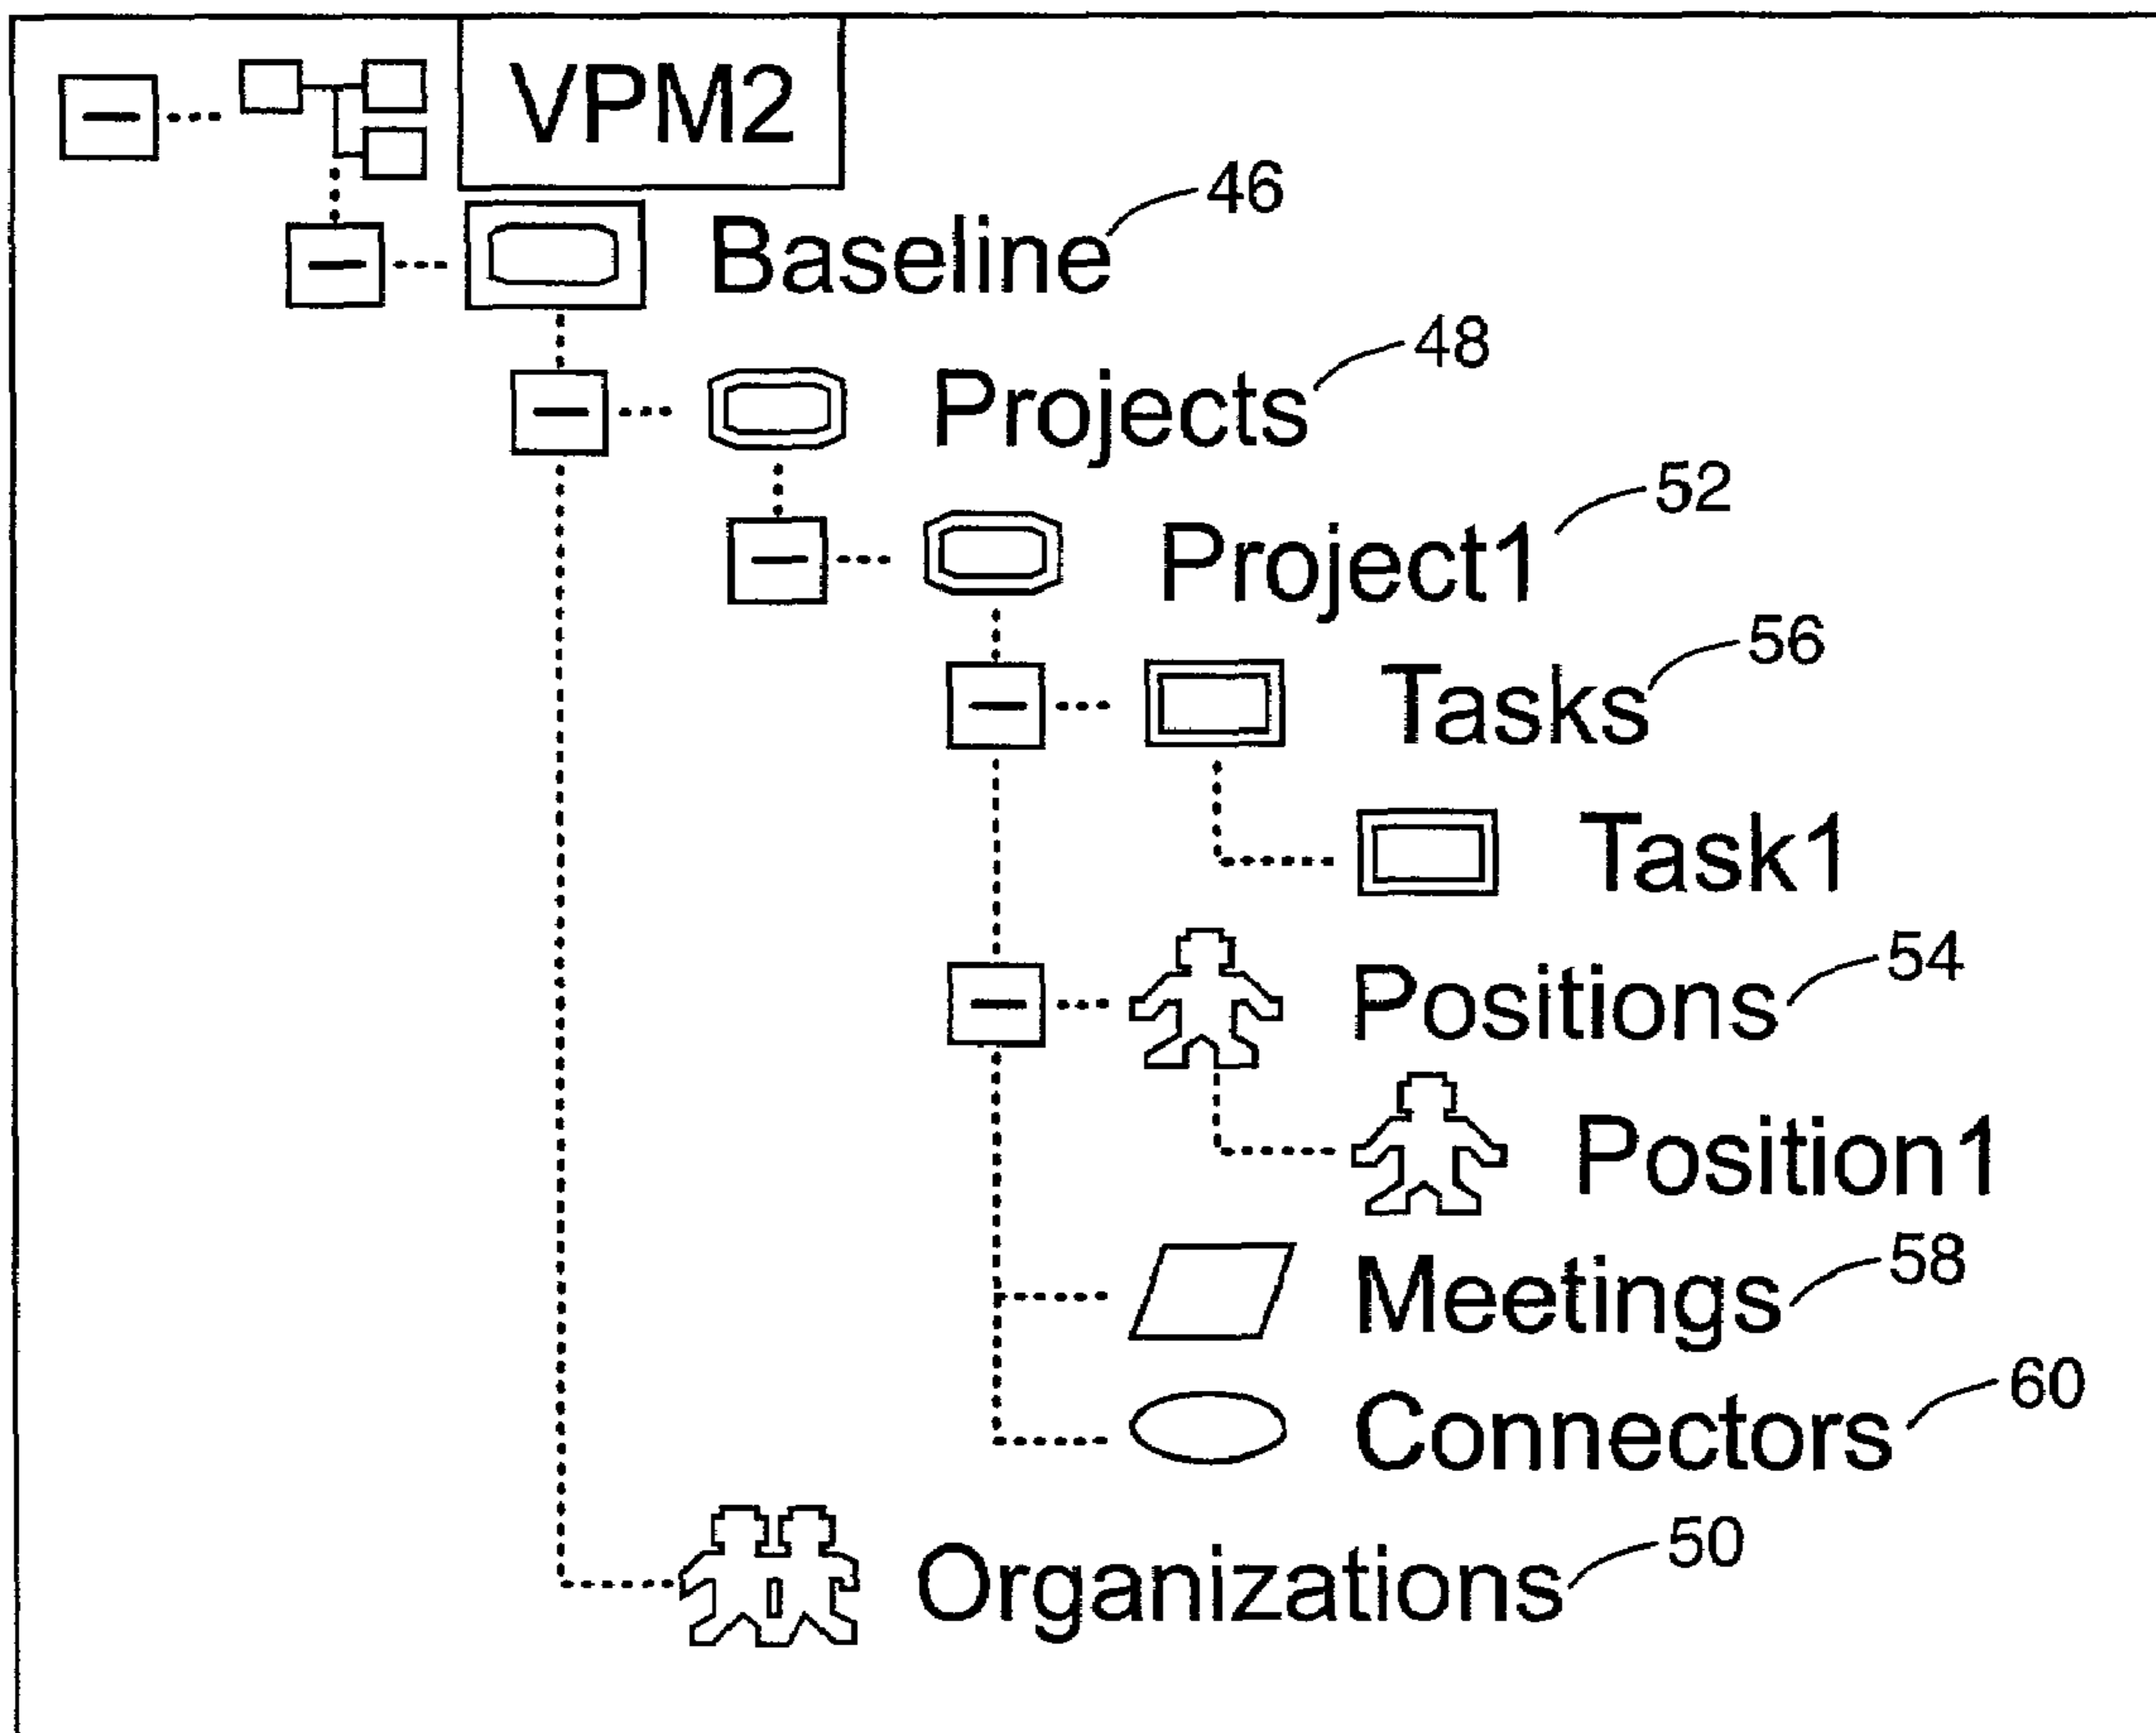 VPM2
Baseline 46
Projects 48
Project1 52
Tasks 56
Task1
Positions 54
Position1
Meetings 58
Connectors 60
Organizations 50